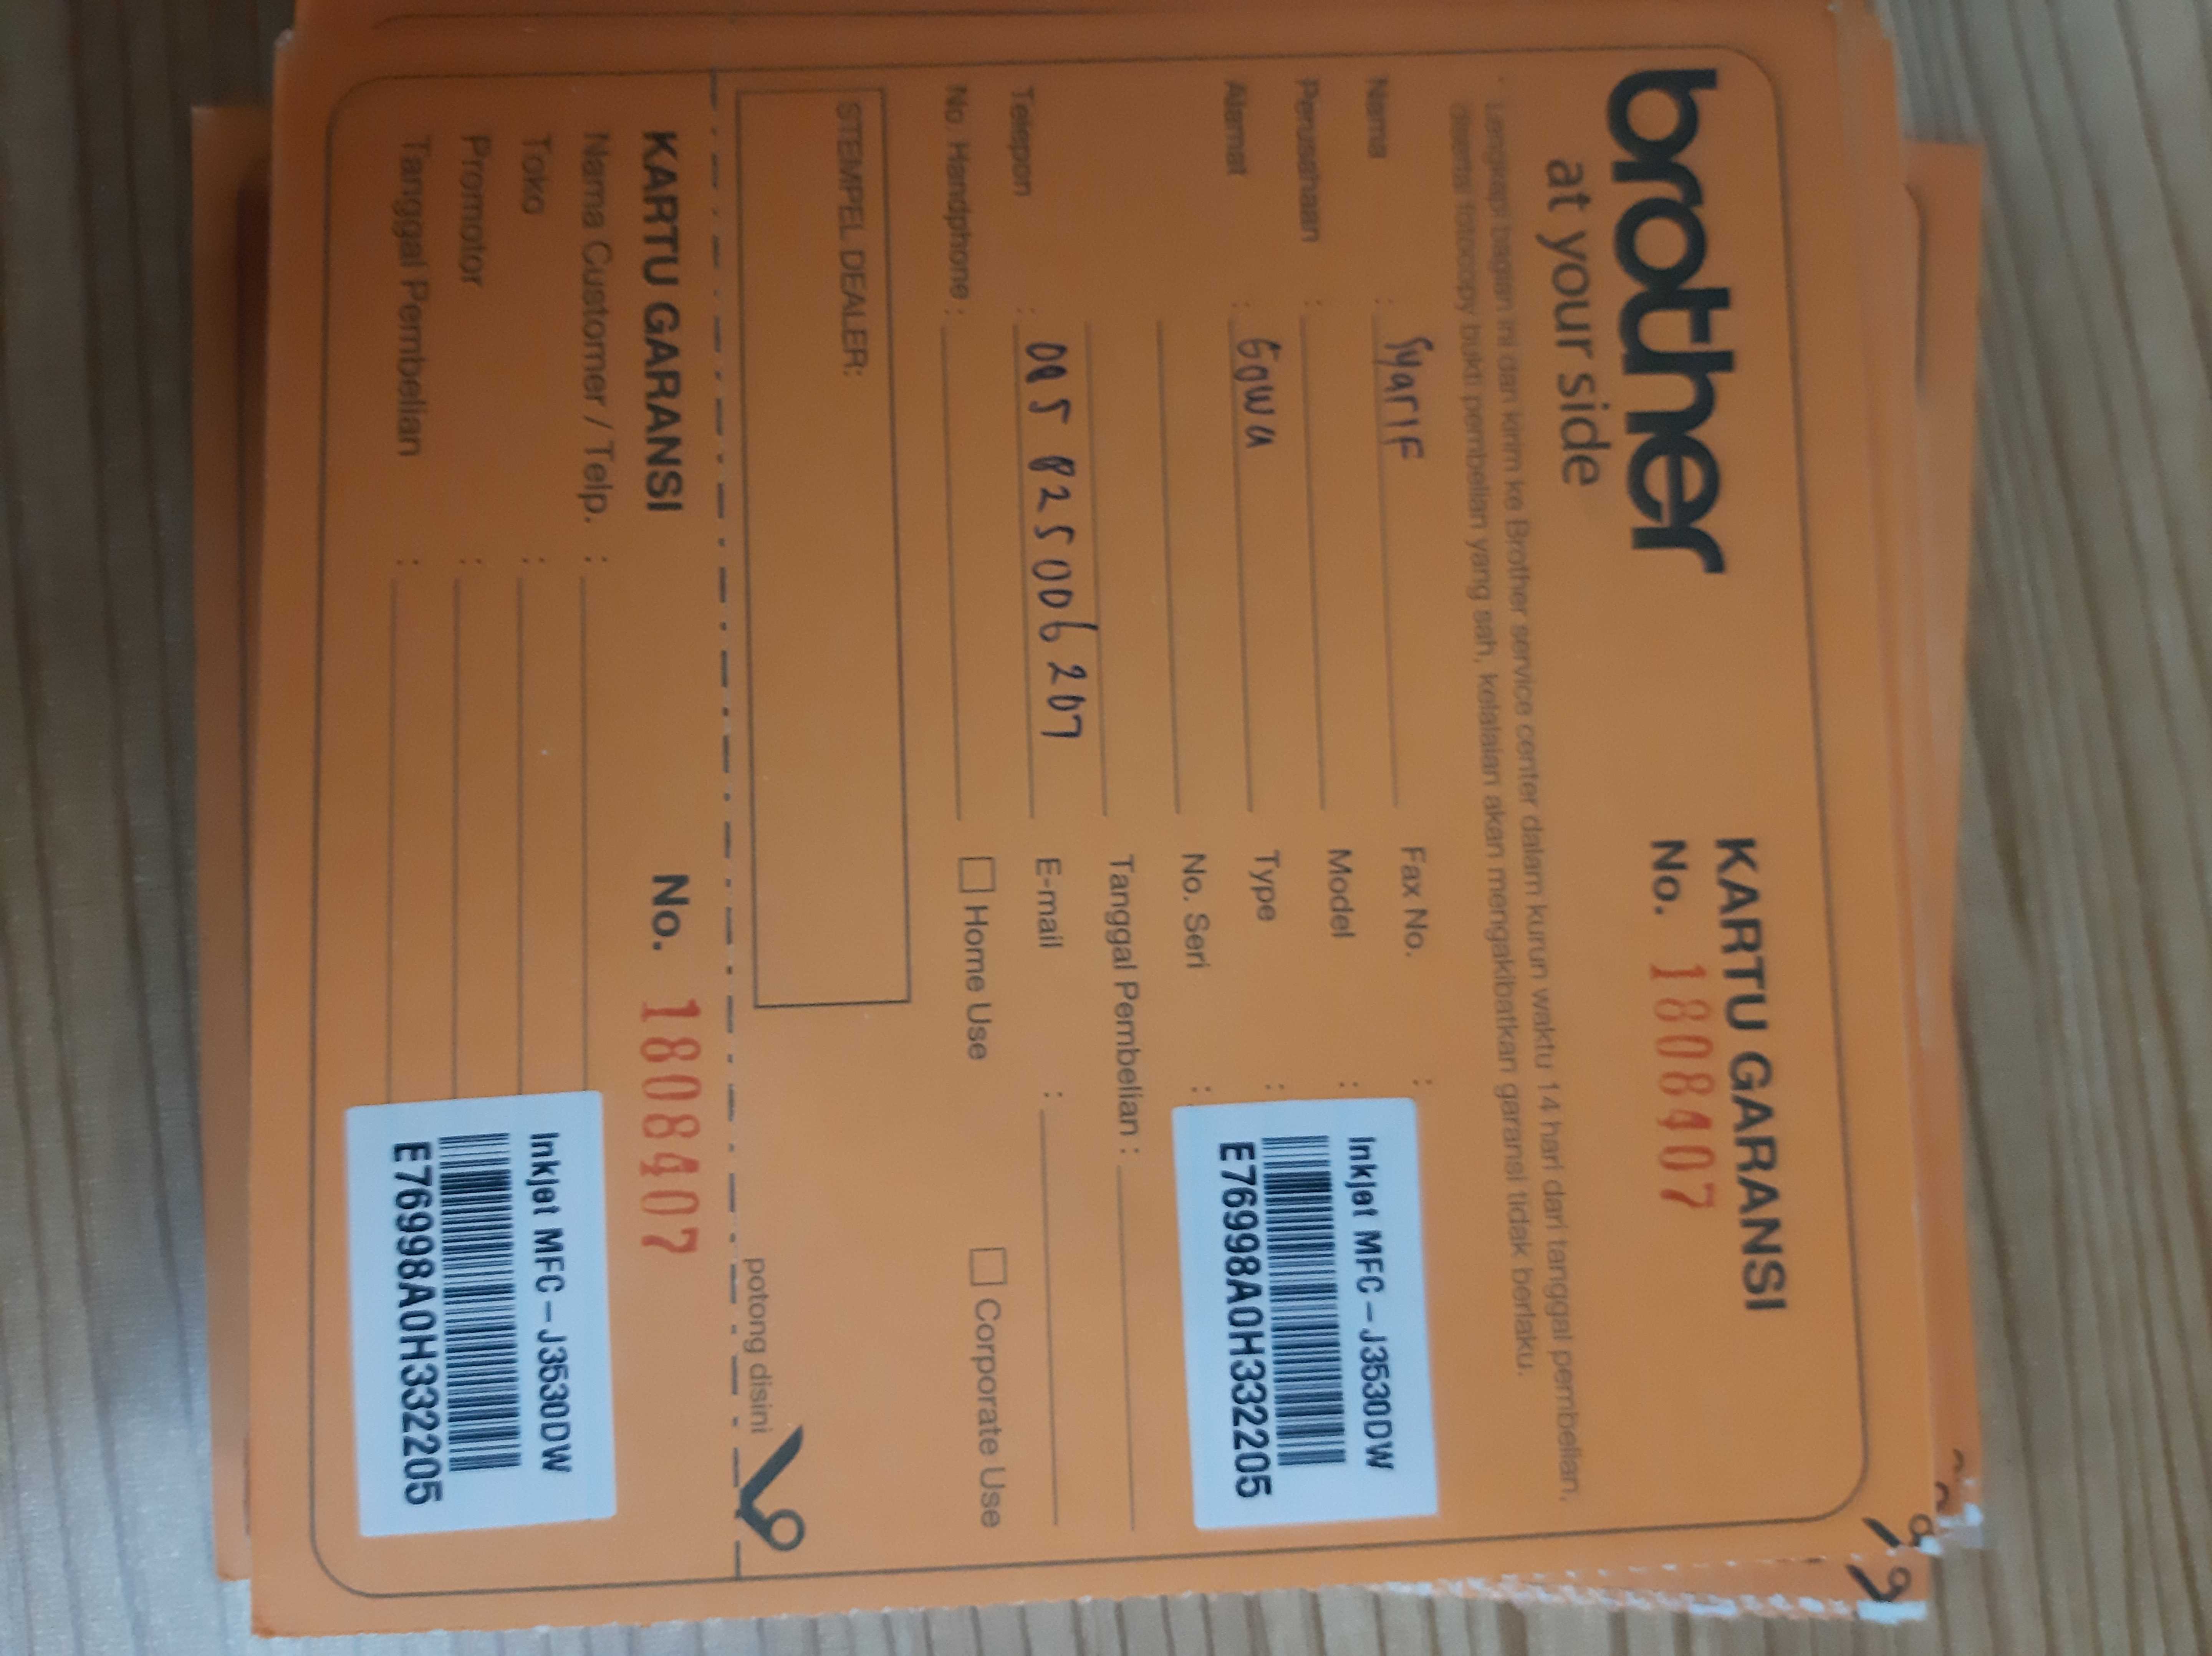 brother
at your side
KARTU GARANSI
No. 1808407
Lengkapi bagian ini dan kirim ke Brother service center dalam kurun waktu 14 hari dari tanggal pembelian,
disertai fotocopy bukti pembelian yang sah, kelalaian akan mengakibatkan garansi tidak berlaku.
Nama : Syarif
Perusahaan :
Alamat : Gowa
Telepon :
No. Handphone :
Fax No. :
Model :
Type :
No. Seri :
Inkjet MFC-J3530DW
E76998A0H332205
Tanggal Pembelian :
E-mail :
Home Use
Corporate Use
STEMPEL DEALER:
potong disini
KARTU GARANSI
No. 1808407
Nama Customer / Telp. :
Toko :
Promotor :
Tanggal Pembelian :
Inkjet MFC-J3530DW
E76998A0H332205